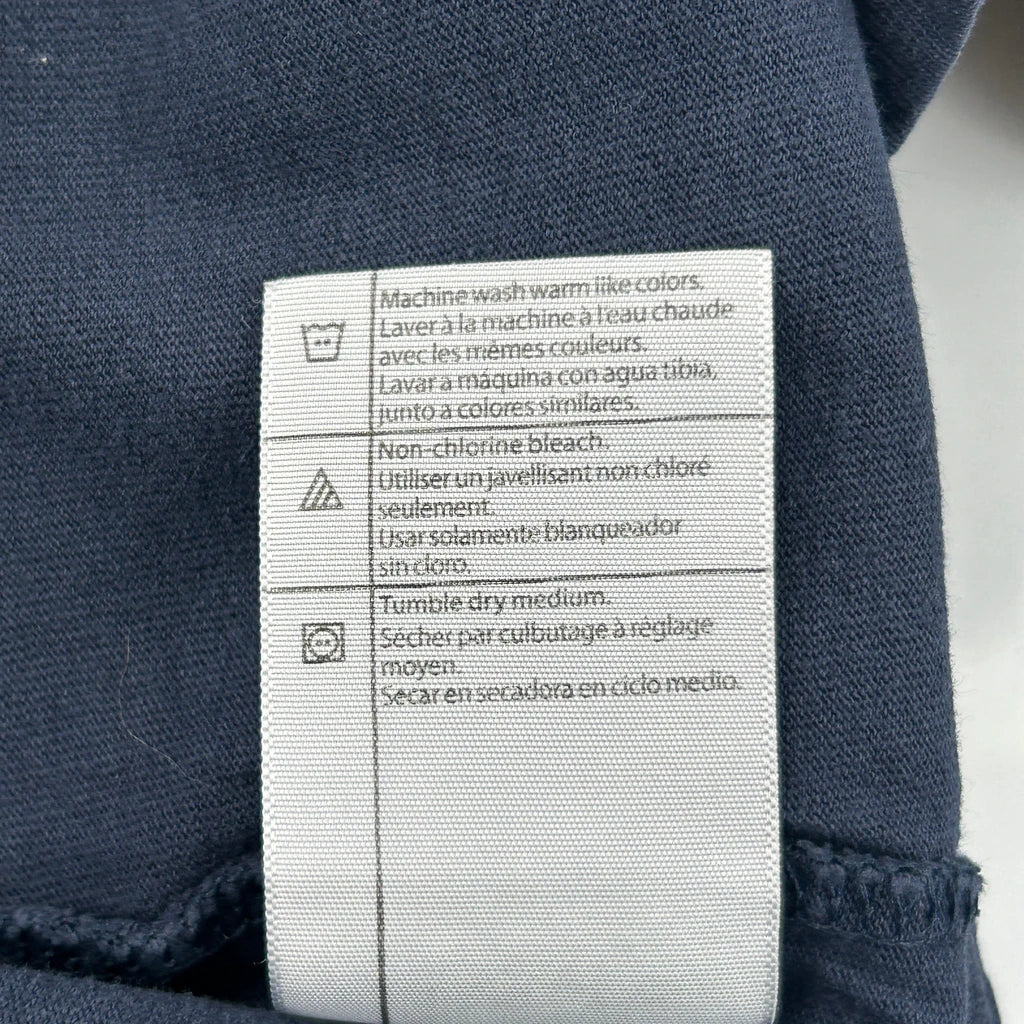 Machine wash warm like colors.
Laver à la machine à l'eau chaude
avec les mêmes couleurs.
Lavar a máquina con agua tibia,
junto a colores similares.
Non-chlorine bleach.
Utiliser un javellisant non chloré
seulement.
Usar solamente blanqueador
sin cloro.
Tumble dry medium.
Sécher par culbutage à réglage
moyen.
Secar en secadora en ciclo medio.